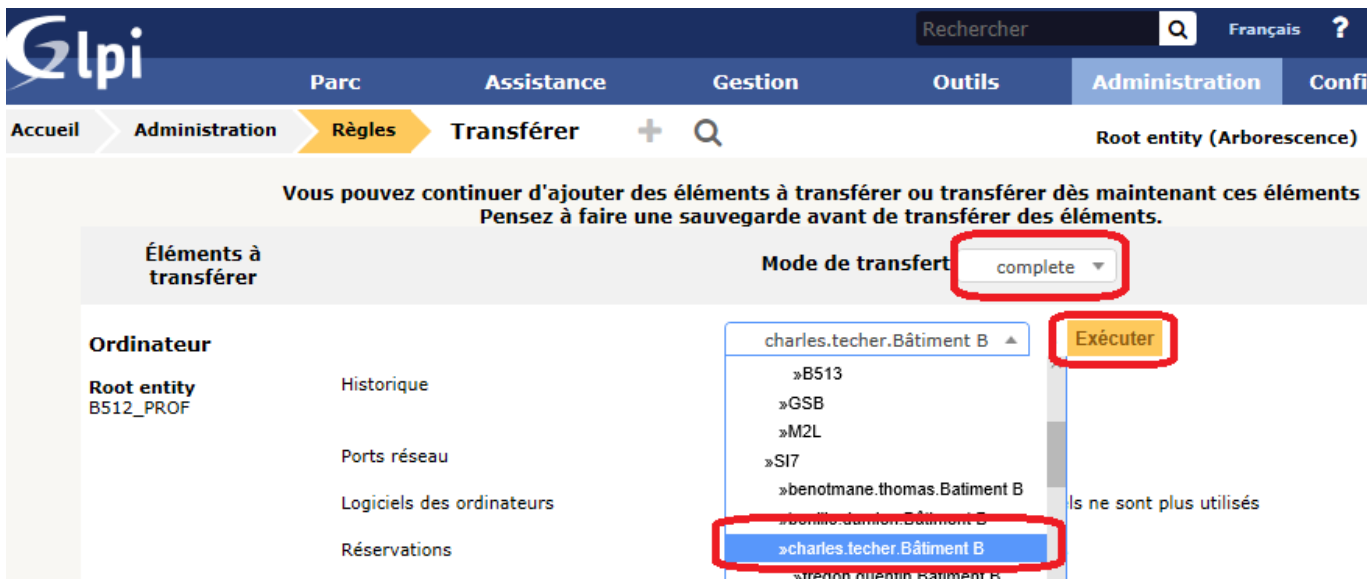 Glpi
Rechercher
Français ?
Parc Assistance Gestion Outils Administration Confi
Accueil Administration Règles Transférer
Root entity (Arborescence)
Vous pouvez continuer d'ajouter des éléments à transférer ou transférer dès maintenant ces éléments
Pensez à faire une sauvegarde avant de transférer des éléments.
Éléments à
transférer
Mode de transfert complete
Ordinateur
charles.techer.Bâtiment B
Exécuter
Root entity
B512_PROF
Historique
Ports réseau
Logiciels des ordinateurs
Réservations
»B513
»GSB
»M2L
»SI7
»benotmane.thomas.Batiment B
ls ne sont plus utilisés
»charles.techer.Bâtiment B